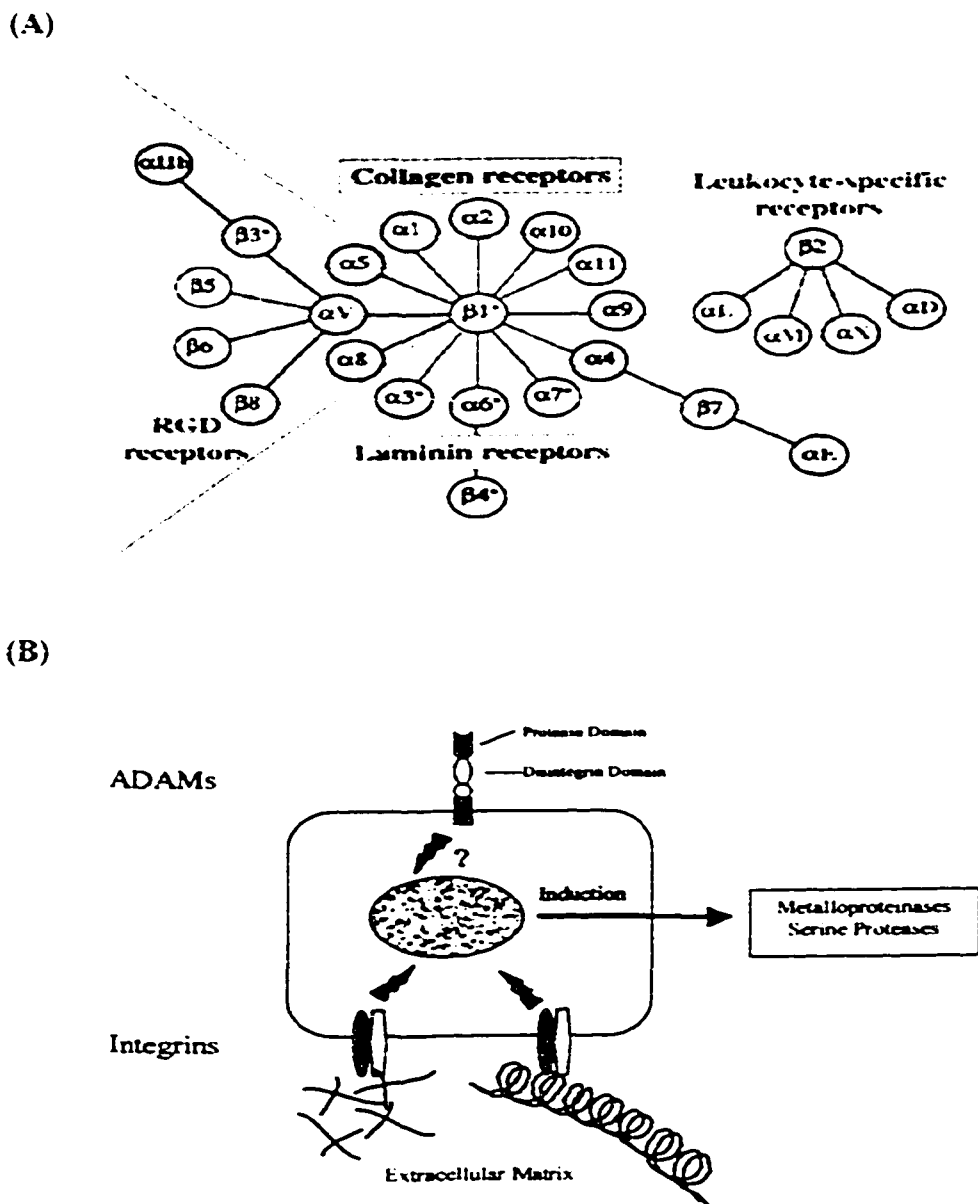 (A)
αIIb
Collagen receptors
Leukocyte-specific
receptors
α2
α1
α10
β3*
β2
α5
α11
β5
αV
β1*
α9
αL
αD
αM
αX
β6
α8
α4
α3*
α6*
α7*
β8
β7
RGD
receptors
Laminin receptors
αE
β4*
(B)
Protease Domain
ADAMs
Disintegrin Domain
?
Induction
Metalloproteinases
Serine Proteases
Integrins
Extracellular Matrix